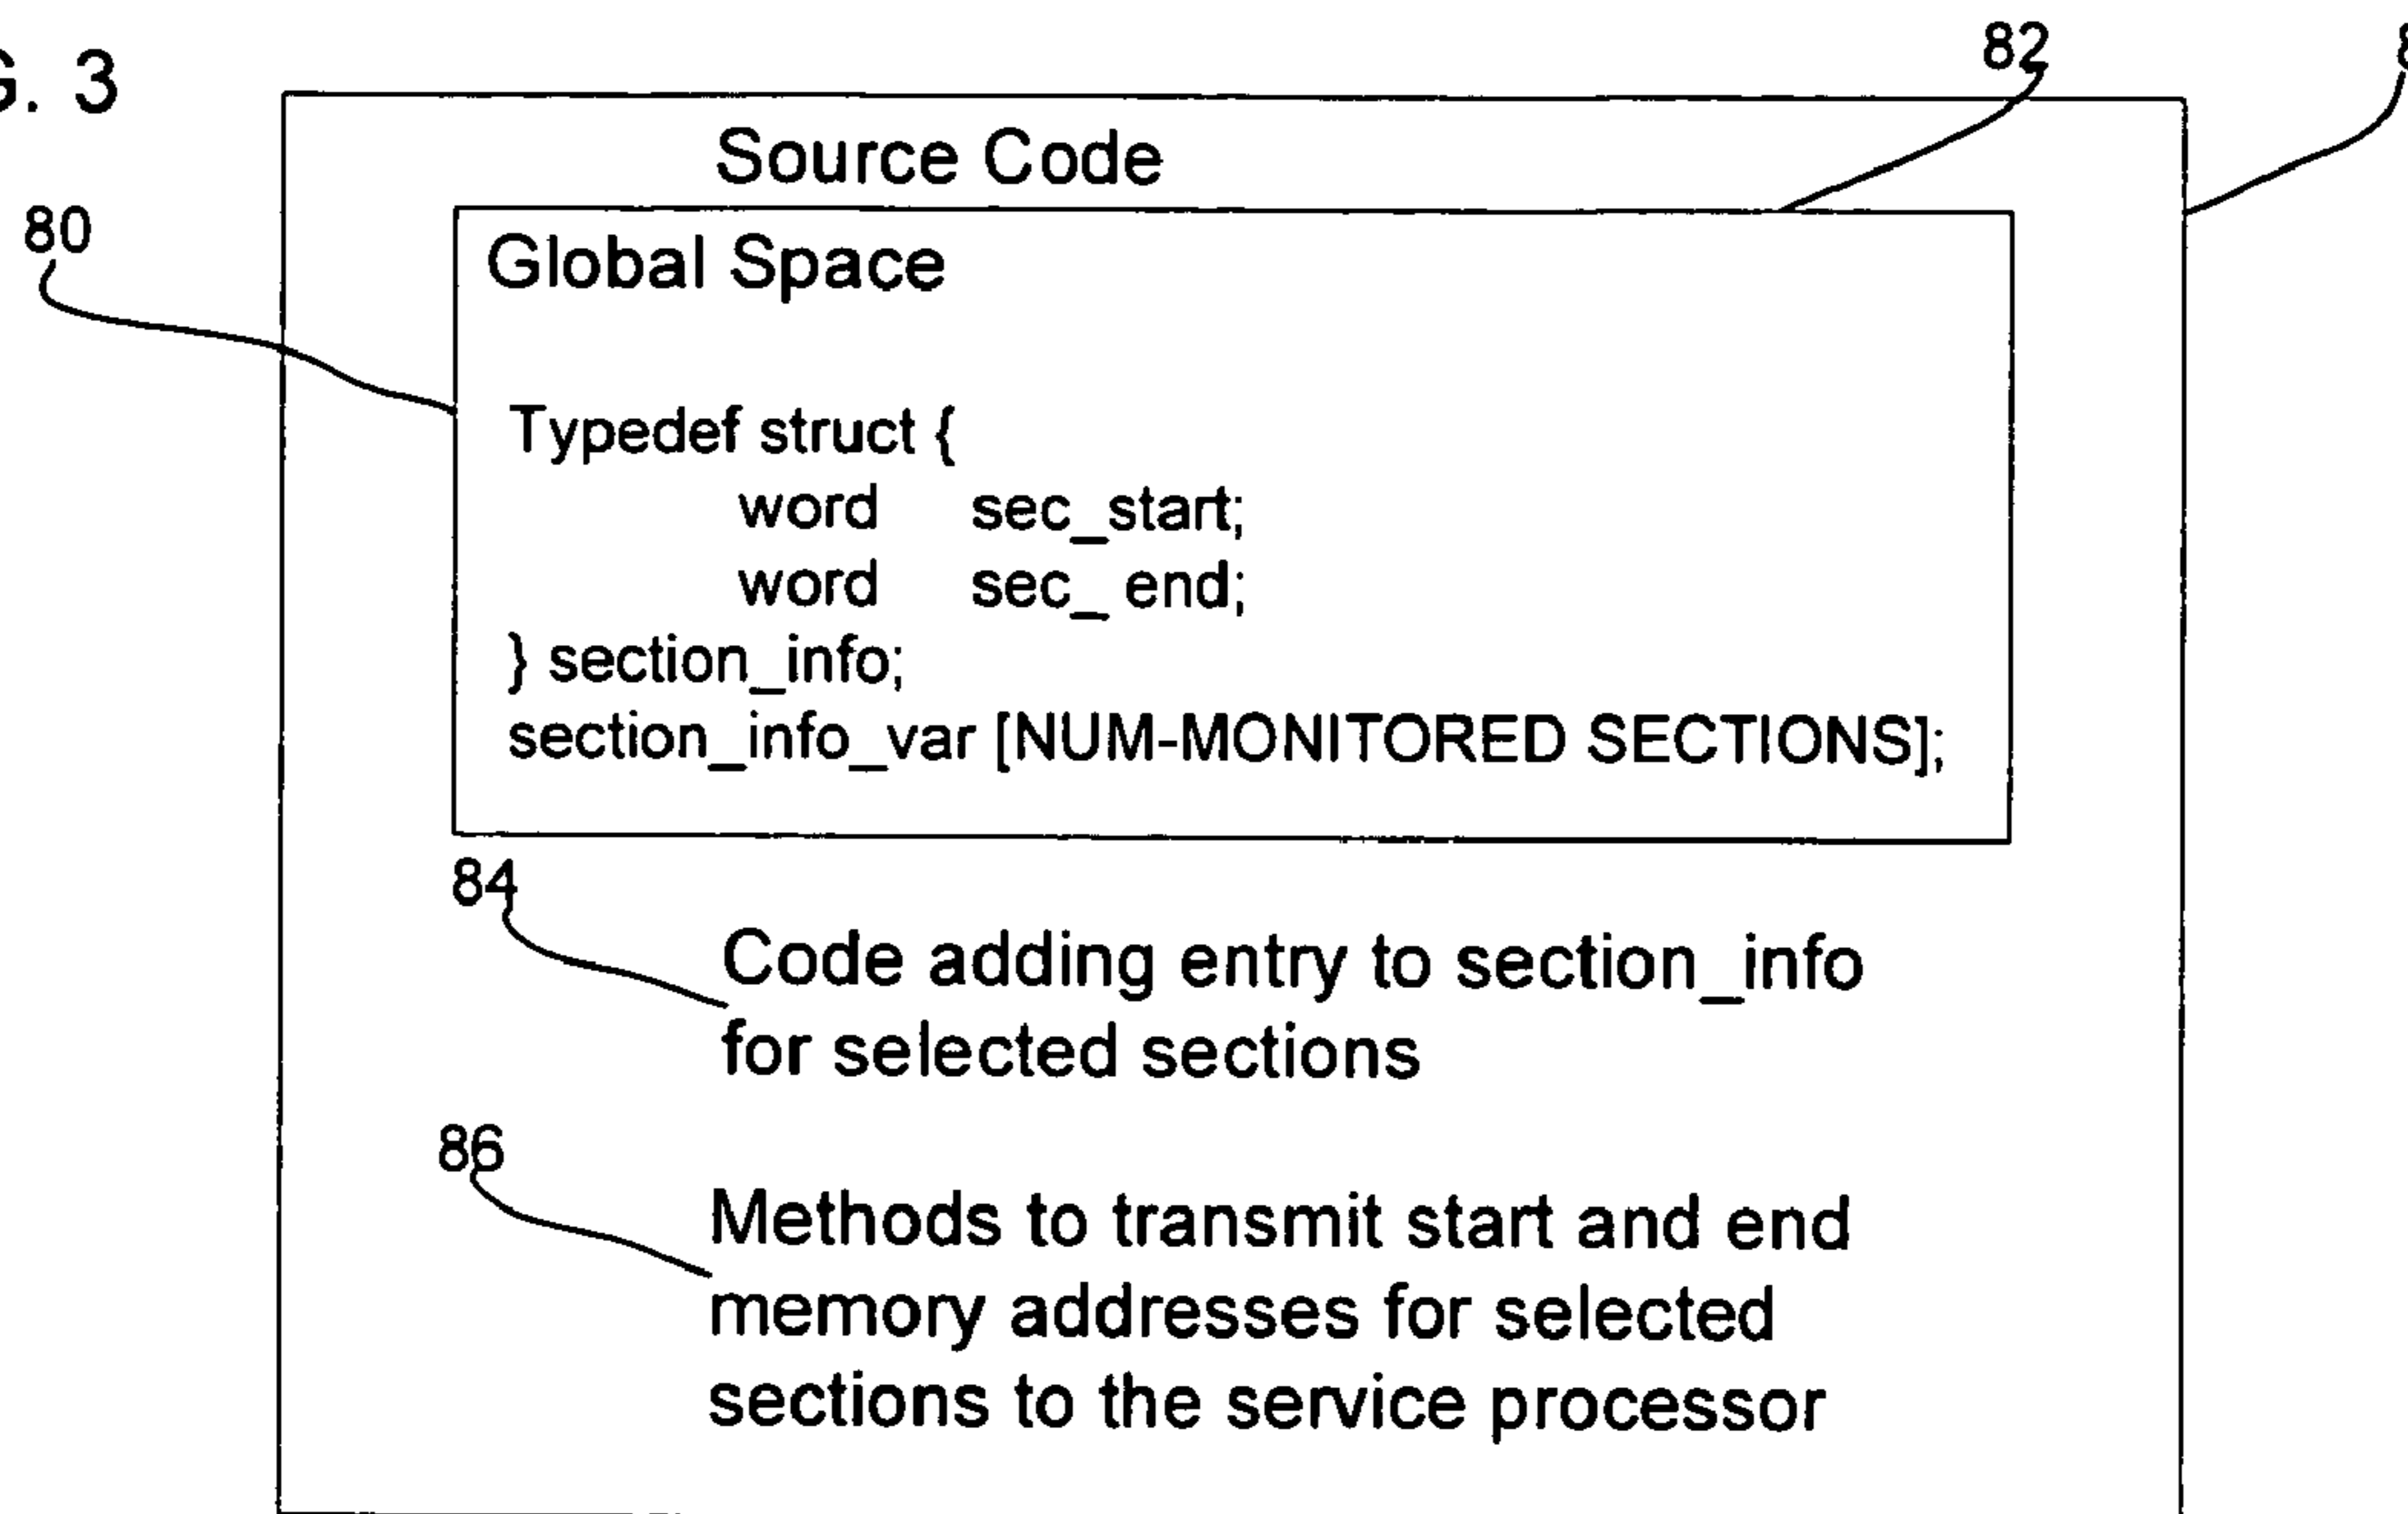 G. 3
82
Source Code
80
Global Space
Typedef struct {
word sec_start;
word sec_ end;
} section_info;
section_info_var [NUM-MONITORED SECTIONS];
84
Code adding entry to section_info
for selected sections
86
Methods to transmit start and end
memory addresses for selected
sections to the service processor